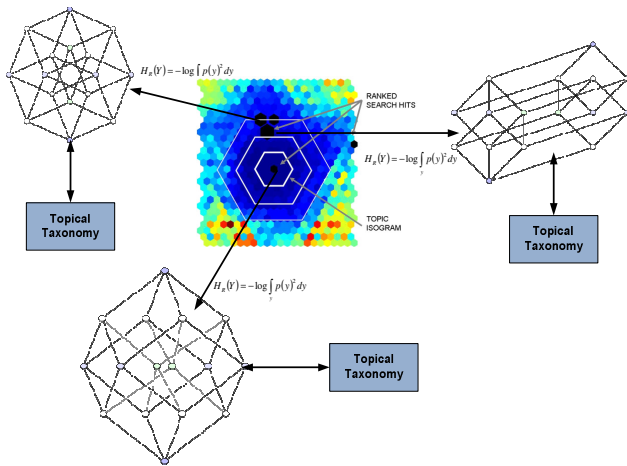 H_R(Y) = −log ∫ p(y)² dy
RANKED
SEARCH HITS
H_R(Y) = −log ∫_y p(y)² dy
Topical
Taxonomy
TOPIC
ISOGRAM
Topical
Taxonomy
H_R(Y) = −log ∫_y p(y)² dy
Topical
Taxonomy